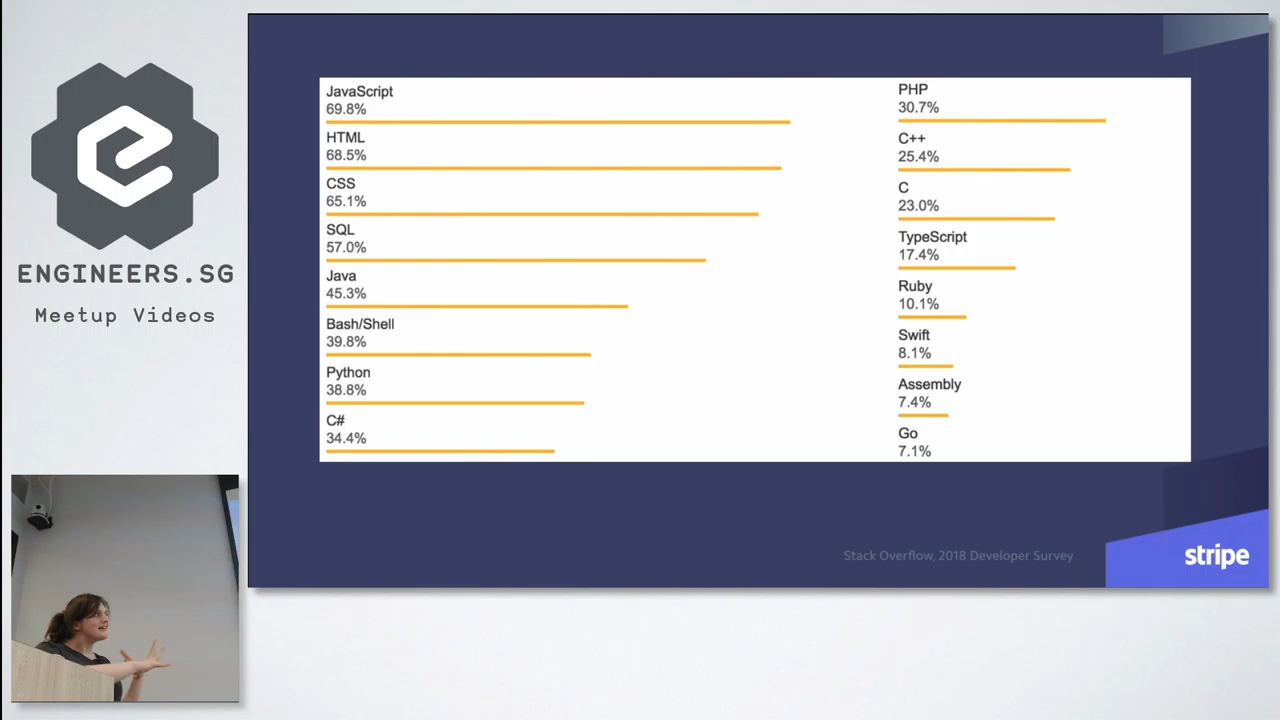 ENGINEERS.SG
Meetup Videos
JavaScript
69.8%
HTML
68.5%
CSS
65.1%
SQL
57.0%
Java
45.3%
Bash/Shell
39.8%
Python
38.8%
C#
34.4%
PHP
30.7%
C++
25.4%
C
23.0%
TypeScript
17.4%
Ruby
10.1%
Swift
8.1%
Assembly
7.4%
Go
7.1%
Stack Overflow, 2018 Developer Survey
stripe